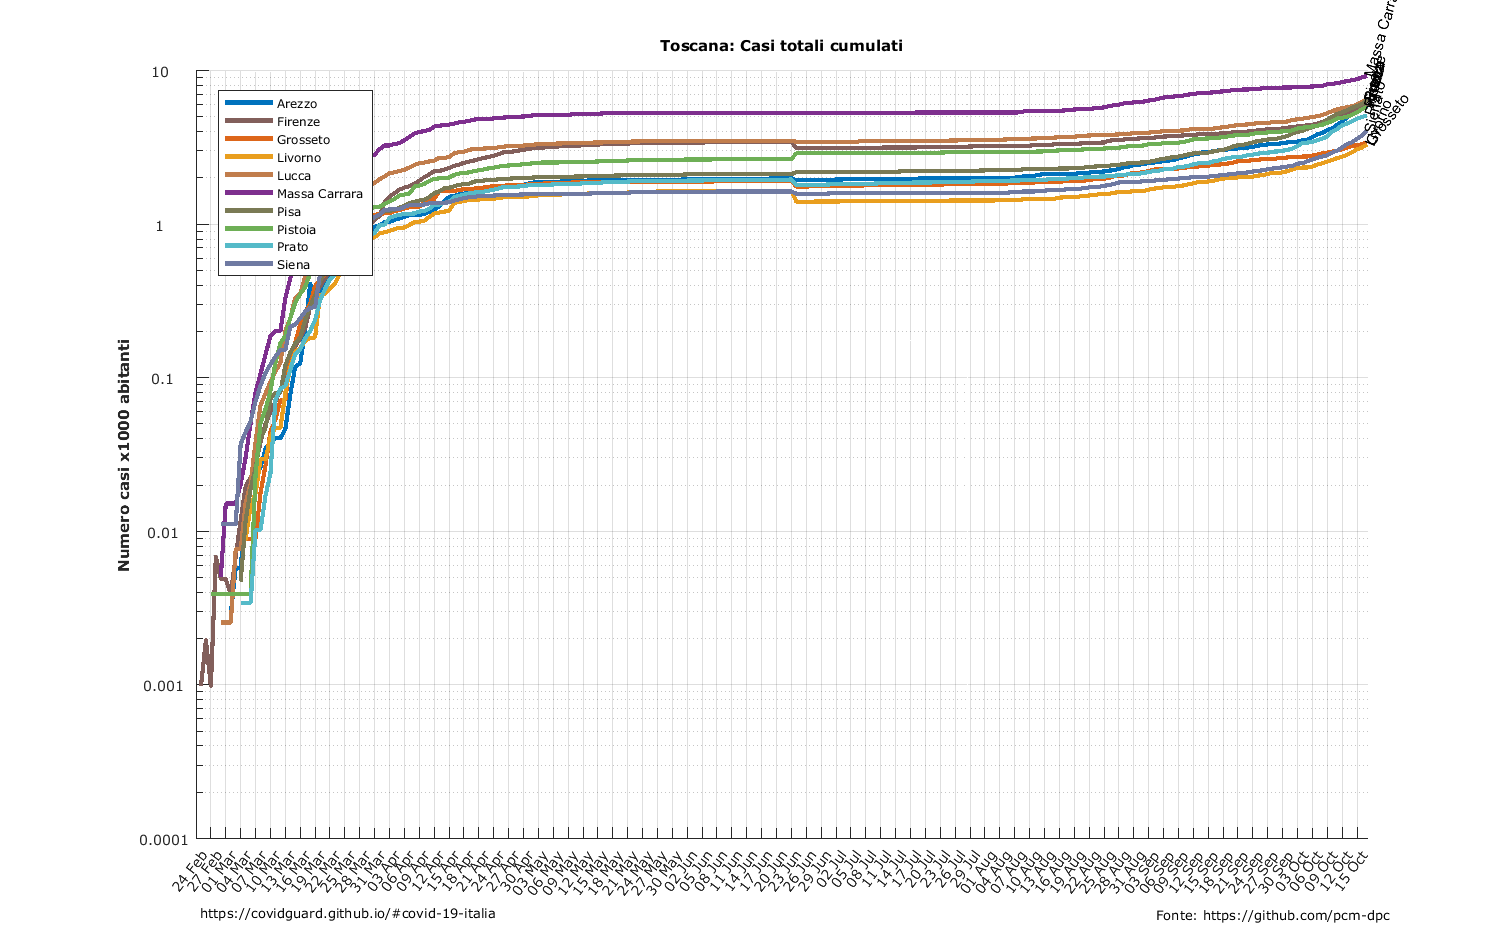 Toscana: Casi totali cumulati
Massa Carrara
Grosseto
10
1
0.1
0.01
0.001
0.0001
Numero casi x1000 abitanti
Arezzo
Firenze
Grosseto
Livorno
Lucca
Massa Carrara
Pisa
Pistoia
Prato
Siena
24 Feb
27 Feb
01 Mar
04 Mar
07 Mar
10 Mar
13 Mar
16 Mar
19 Mar
22 Mar
25 Mar
28 Mar
31 Mar
03 Apr
06 Apr
09 Apr
12 Apr
15 Apr
18 Apr
21 Apr
24 Apr
27 Apr
30 Apr
03 May
06 May
09 May
12 May
15 May
18 May
21 May
24 May
27 May
30 May
02 Jun
05 Jun
08 Jun
11 Jun
14 Jun
17 Jun
20 Jun
23 Jun
26 Jun
29 Jun
02 Jul
05 Jul
08 Jul
11 Jul
14 Jul
17 Jul
20 Jul
23 Jul
26 Jul
29 Jul
01 Aug
04 Aug
07 Aug
10 Aug
13 Aug
16 Aug
19 Aug
22 Aug
25 Aug
28 Aug
31 Aug
03 Sep
06 Sep
09 Sep
12 Sep
15 Sep
18 Sep
21 Sep
24 Sep
27 Sep
30 Sep
03 Oct
06 Oct
09 Oct
12 Oct
15 Oct
https://covidguard.github.io/#covid-19-italia
Fonte: https://github.com/pcm-dpc